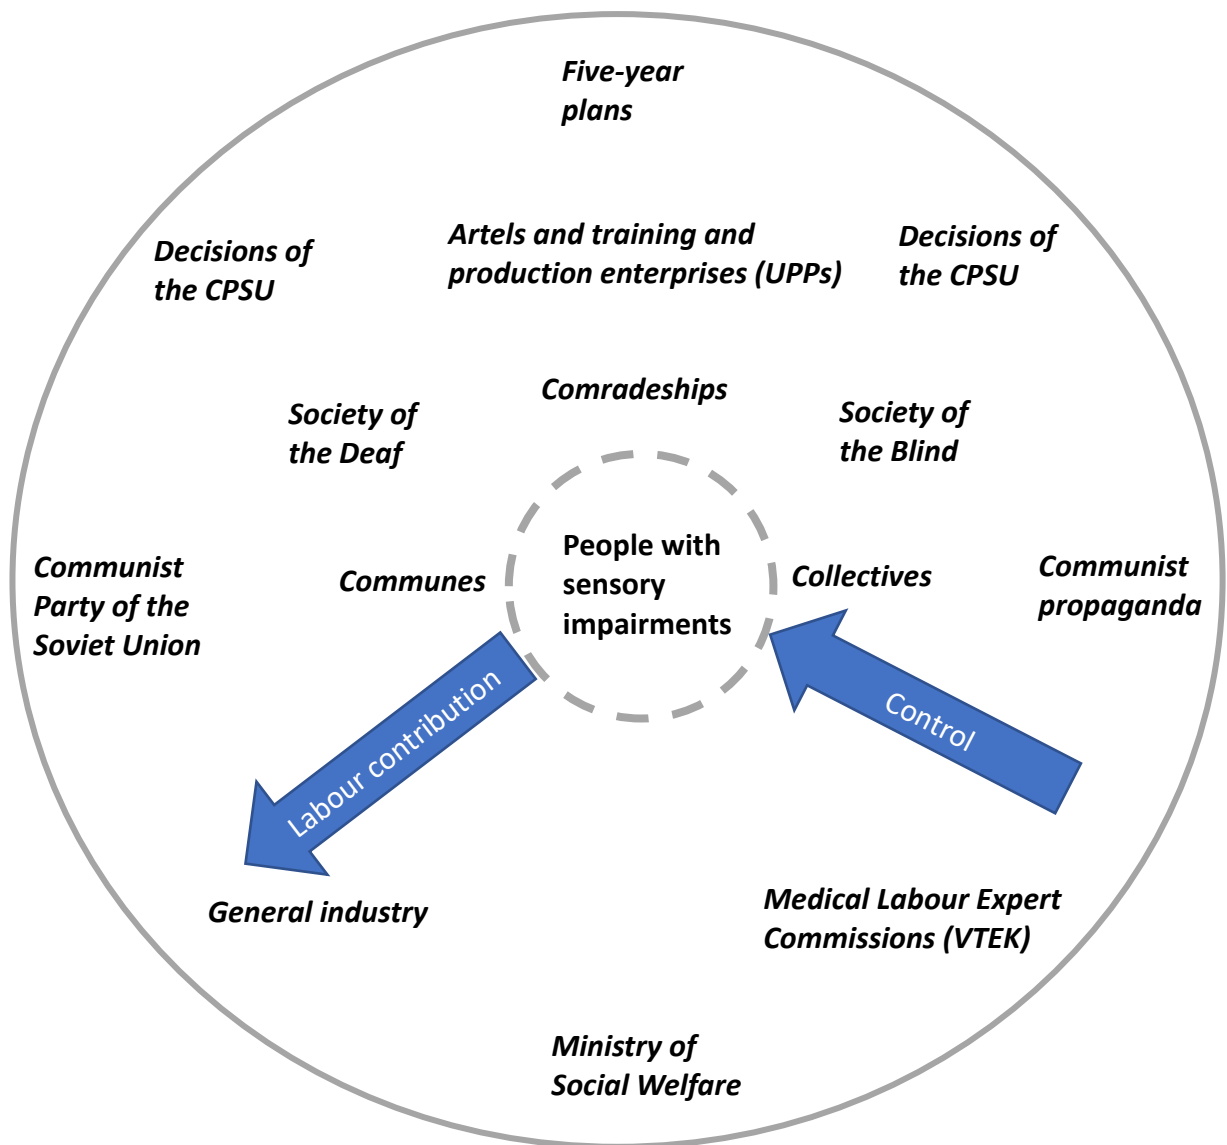 Five-year
plans
Decisions of
the CPSU
Artels and training and
production enterprises (UPPs)
Decisions of
the CPSU
Comradeships
Society of
the Deaf
Society of
the Blind
Communist
Party of the
Soviet Union
Communes
People with
sensory
impairments
Collectives
Communist
propaganda
Labour contribution
Control
General industry
Medical Labour Expert
Commissions (VTEK)
Ministry of
Social Welfare